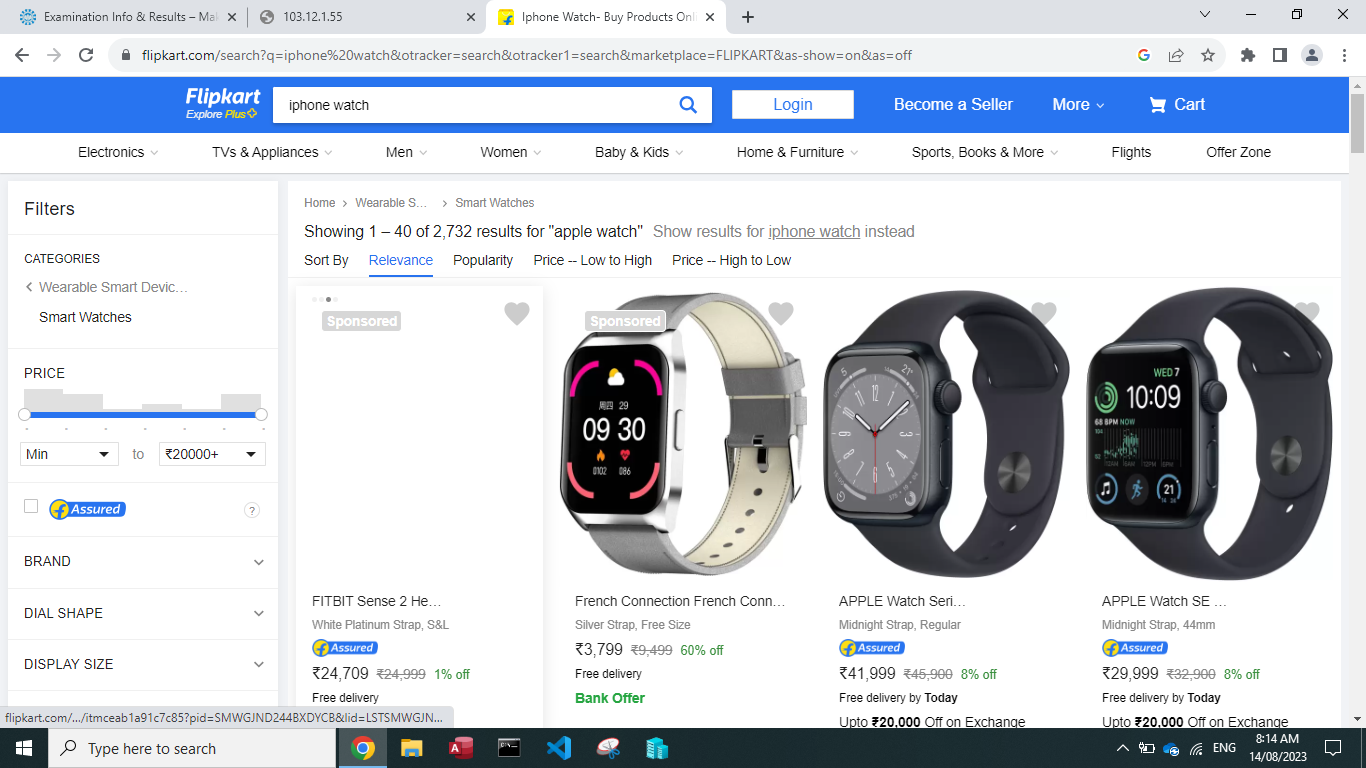 Examination Info & Results – Mal
103.12.1.55
Iphone Watch- Buy Products Onli
flipkart.com/search?q=iphone%20watch&otracker=search&otracker1=search&marketplace=FLIPKART&as-show=on&as=off
Flipkart
Explore Plus
iphone watch
Login
Become a Seller
More
Cart
Electronics
TVs & Appliances
Men
Women
Baby & Kids
Home & Furniture
Sports, Books & More
Flights
Offer Zone
Filters
CATEGORIES
Wearable Smart Devic...
Smart Watches
PRICE
Min to ₹20000+
Assured ?
BRAND
DIAL SHAPE
DISPLAY SIZE
Home > Wearable S... > Smart Watches
Showing 1 – 40 of 2,732 results for "apple watch" Show results for iphone watch instead
Sort By Relevance Popularity Price -- Low to High Price -- High to Low
Sponsored
FITBIT Sense 2 He...
White Platinum Strap, S&L
Assured
₹24,709 ₹24,999 1% off
Free delivery
Sponsored
周四 29
09 30
0102 086
French Connection French Conn...
Silver Strap, Free Size
₹3,799 ₹9,499 60% off
Free delivery
Bank Offer
APPLE Watch Seri...
Midnight Strap, Regular
Assured
₹41,999 ₹45,900 8% off
Free delivery by Today
Upto ₹20,000 Off on Exchange
WED 7
10:09
68 BPM NOW
21
APPLE Watch SE ...
Midnight Strap, 44mm
Assured
₹29,999 ₹32,900 8% off
Free delivery by Today
Upto ₹20,000 Off on Exchange
flipkart.com/.../itmceab1a91c7c85?pid=SMWGJND244BXDYCB&lid=LSTSMWGJN...
Type here to search
ENG
8:14 AM
14/08/2023